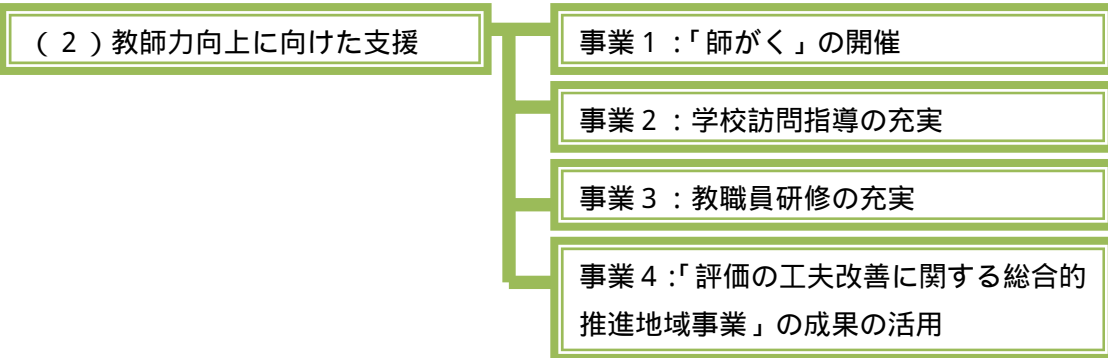 （２）教師力向上に向けた支援
事業１：「師がく」の開催
事業２：学校訪問指導の充実
事業３：教職員研修の充実
事業４：「評価の工夫改善に関する総合的
推進地域事業」の成果の活用